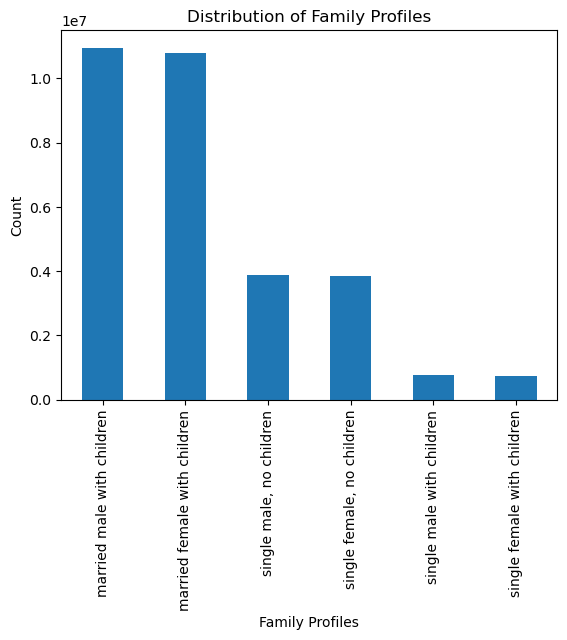 Distribution of Family Profiles
1e7
1.0
0.8
0.6
0.4
0.2
0.0
Count
married male with children
married female with children
single male, no children
single female, no children
single male with children
single female with children
Family Profiles